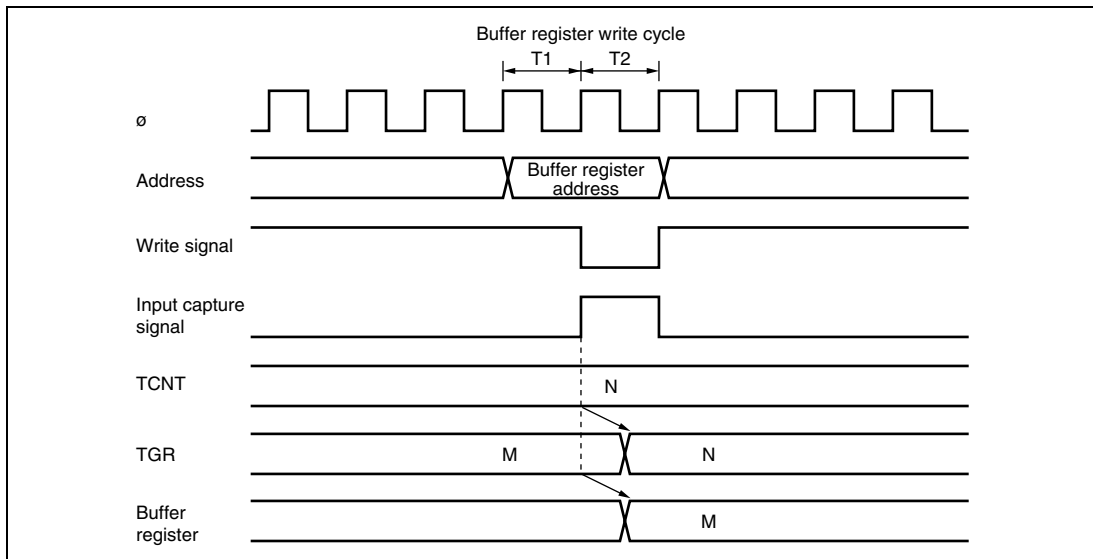 Buffer register write cycle
T1 T2
ø
Address
Buffer register
address
Write signal
Input capture
signal
TCNT
N
TGR
M
N
Buffer
register
M